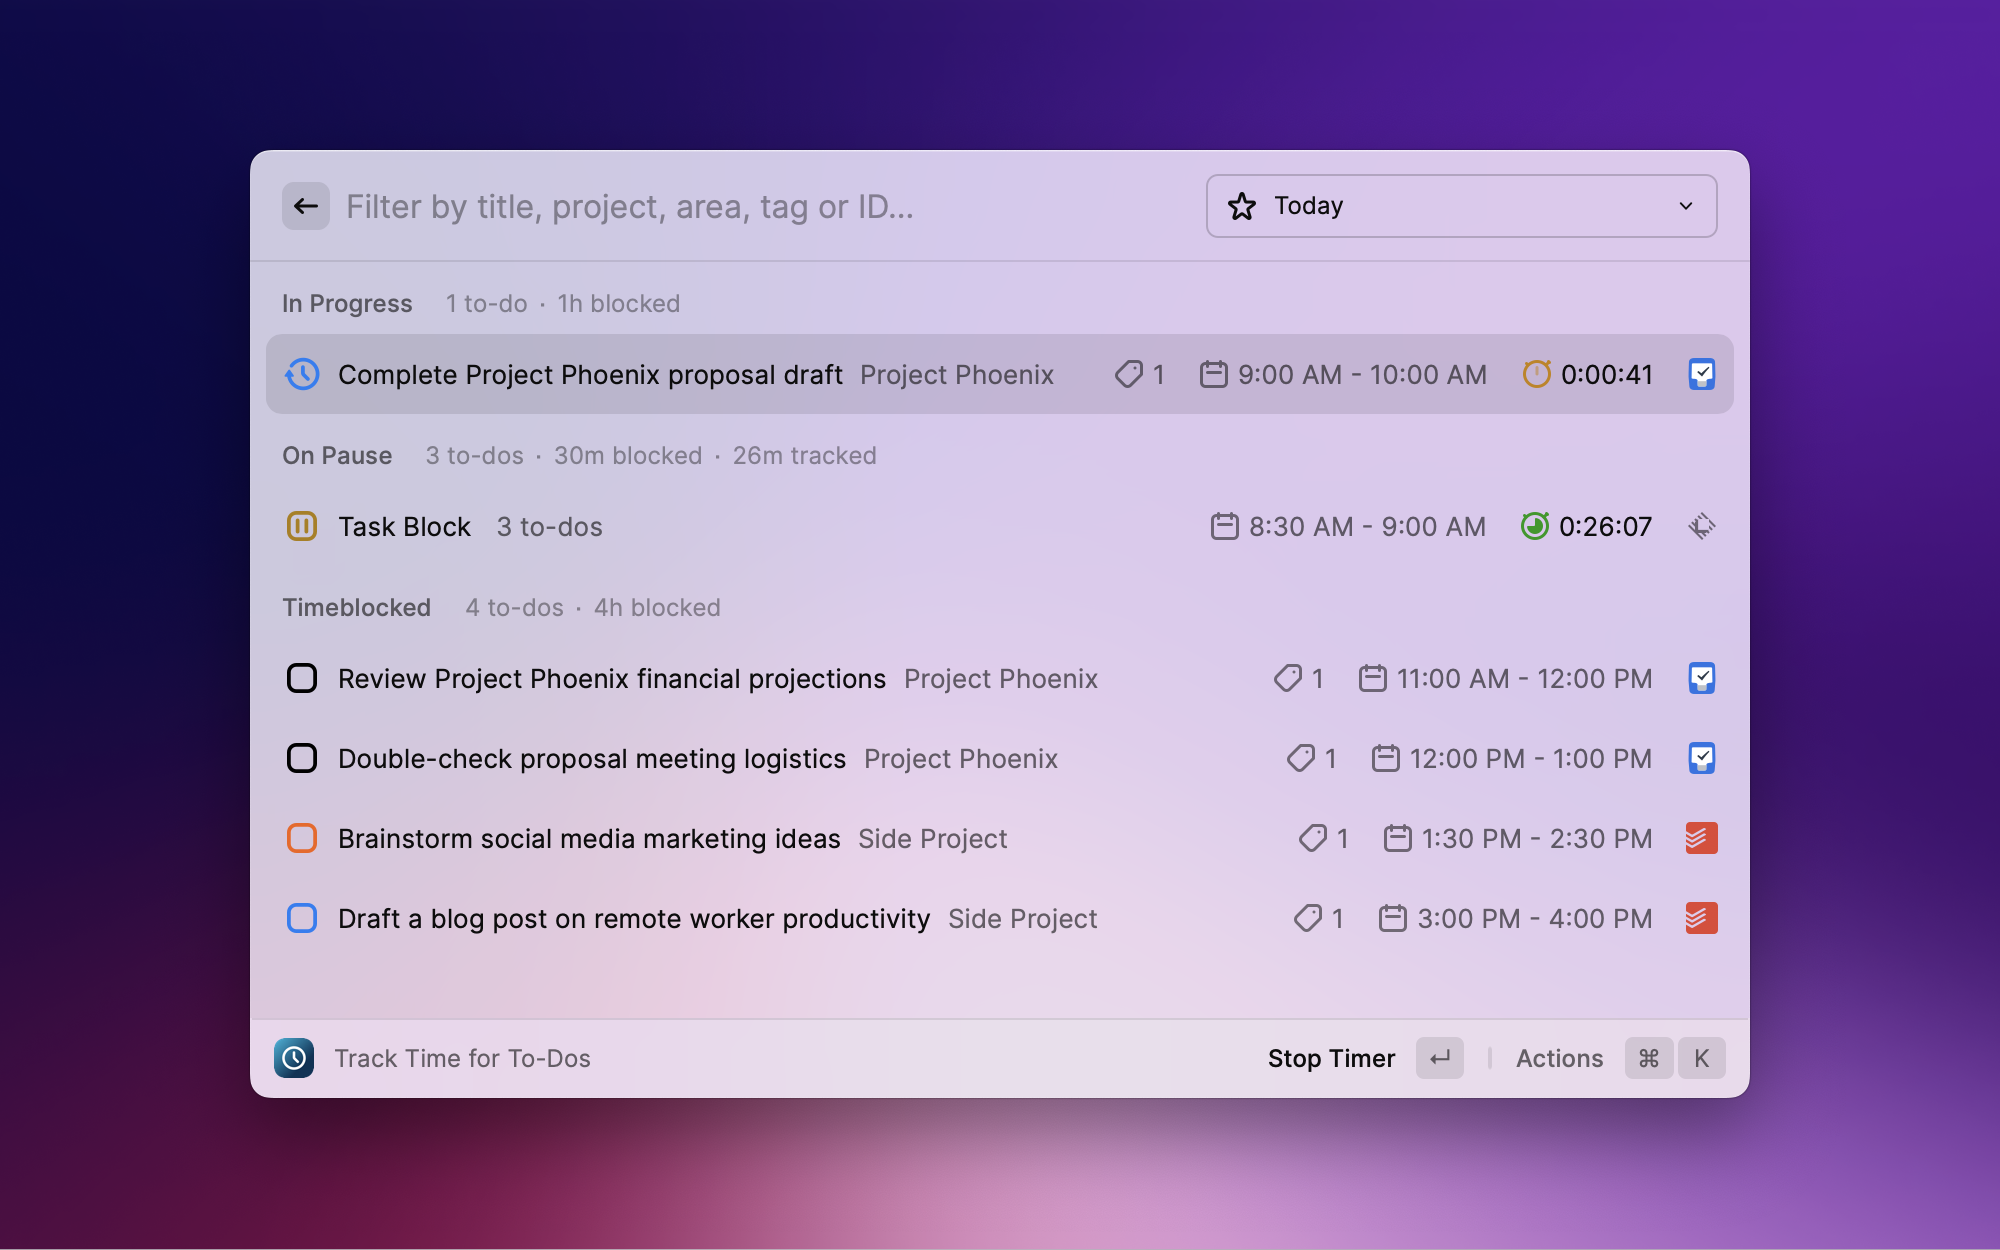 Filter by title, project, area, tag or ID...
Today
In Progress 1 to-do · 1h blocked
Complete Project Phoenix proposal draft Project Phoenix 1 9:00 AM - 10:00 AM 0:00:41
On Pause 3 to-dos · 30m blocked · 26m tracked
Task Block 3 to-dos 8:30 AM - 9:00 AM 0:26:07
Timeblocked 4 to-dos · 4h blocked
Review Project Phoenix financial projections Project Phoenix 1 11:00 AM - 12:00 PM
Double-check proposal meeting logistics Project Phoenix 1 12:00 PM - 1:00 PM
Brainstorm social media marketing ideas Side Project 1 1:30 PM - 2:30 PM
Draft a blog post on remote worker productivity Side Project 1 3:00 PM - 4:00 PM
Track Time for To-Dos Stop Timer ↵ Actions ⌘ K